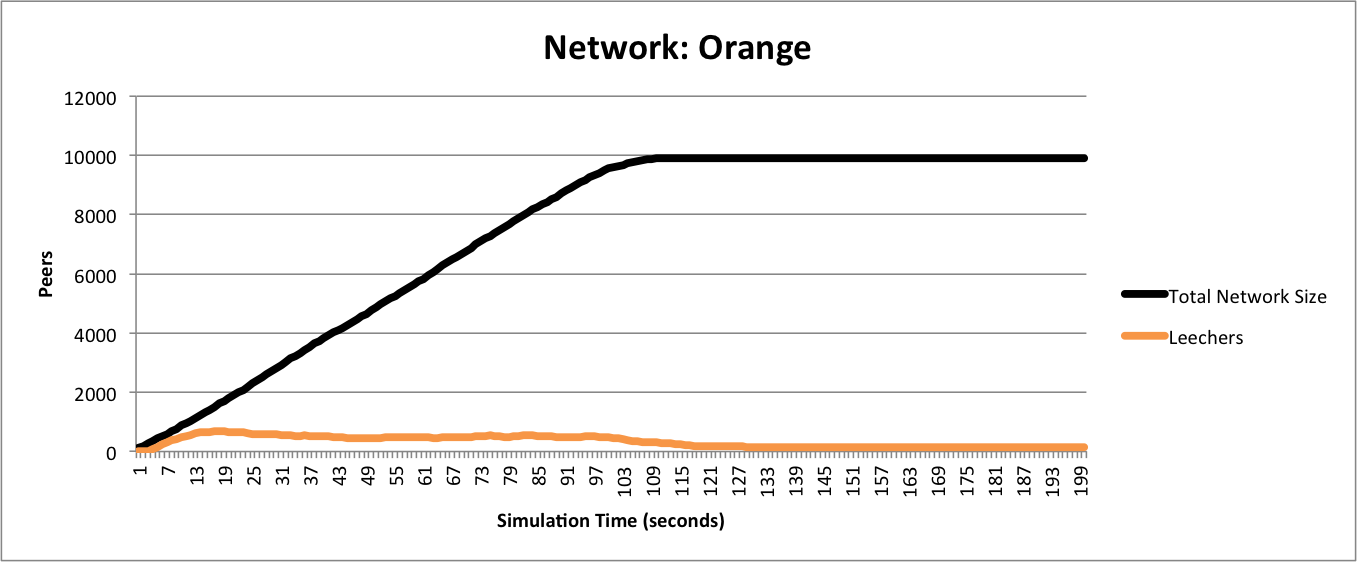 Network: Orange
12000
10000
8000
6000
4000
2000
0
Peers
1 7 13 19 25 31 37 43 49 55 61 67 73 79 85 91 97 103 109 115 121 127 133 139 145 151 157 163 169 175 181 187 193 199
Simulation Time (seconds)
Total Network Size
Leechers